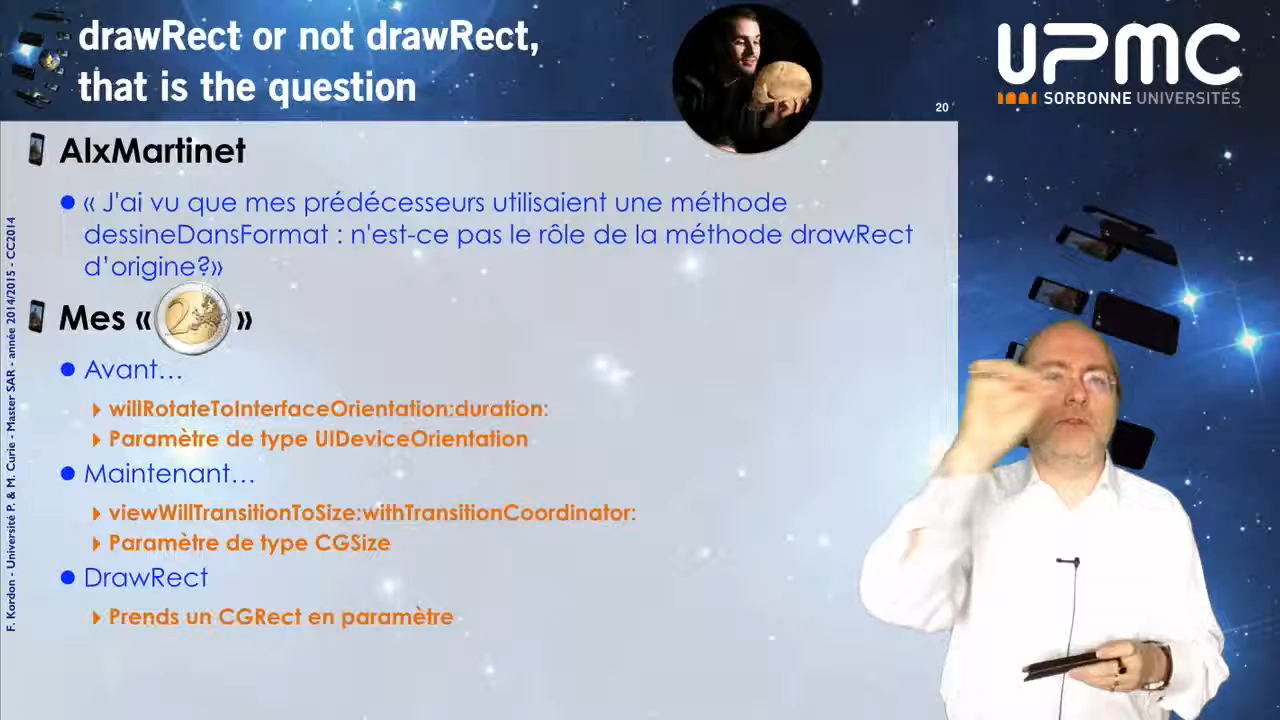 drawRect or not drawRect,
that is the question
UPMC
SORBONNE UNIVERSITÉS
20
AlxMartinet
« J'ai vu que mes prédécesseurs utilisaient une méthode
dessineDansFormat : n'est-ce pas le rôle de la méthode drawRect
d'origine?»
Mes « 2 »
Avant…
willRotateToInterfaceOrientation:duration:
Paramètre de type UIDeviceOrientation
Maintenant…
viewWillTransitionToSize:withTransitionCoordinator:
Paramètre de type CGSize
DrawRect
Prends un CGRect en paramètre
F. Kordon - Université P. & M. Curie - Master SAR - année 2014/2015 - CC2014